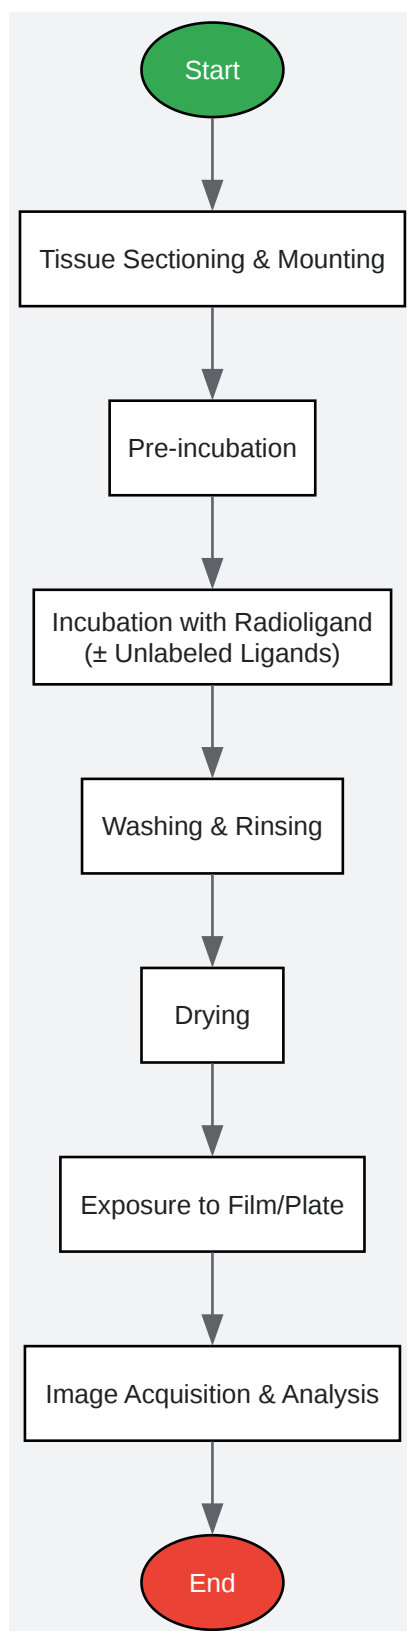 Start
Tissue Sectioning & Mounting
Pre-incubation
Incubation with Radioligand
(± Unlabeled Ligands)
Washing & Rinsing
Drying
Exposure to Film/Plate
Image Acquisition & Analysis
End